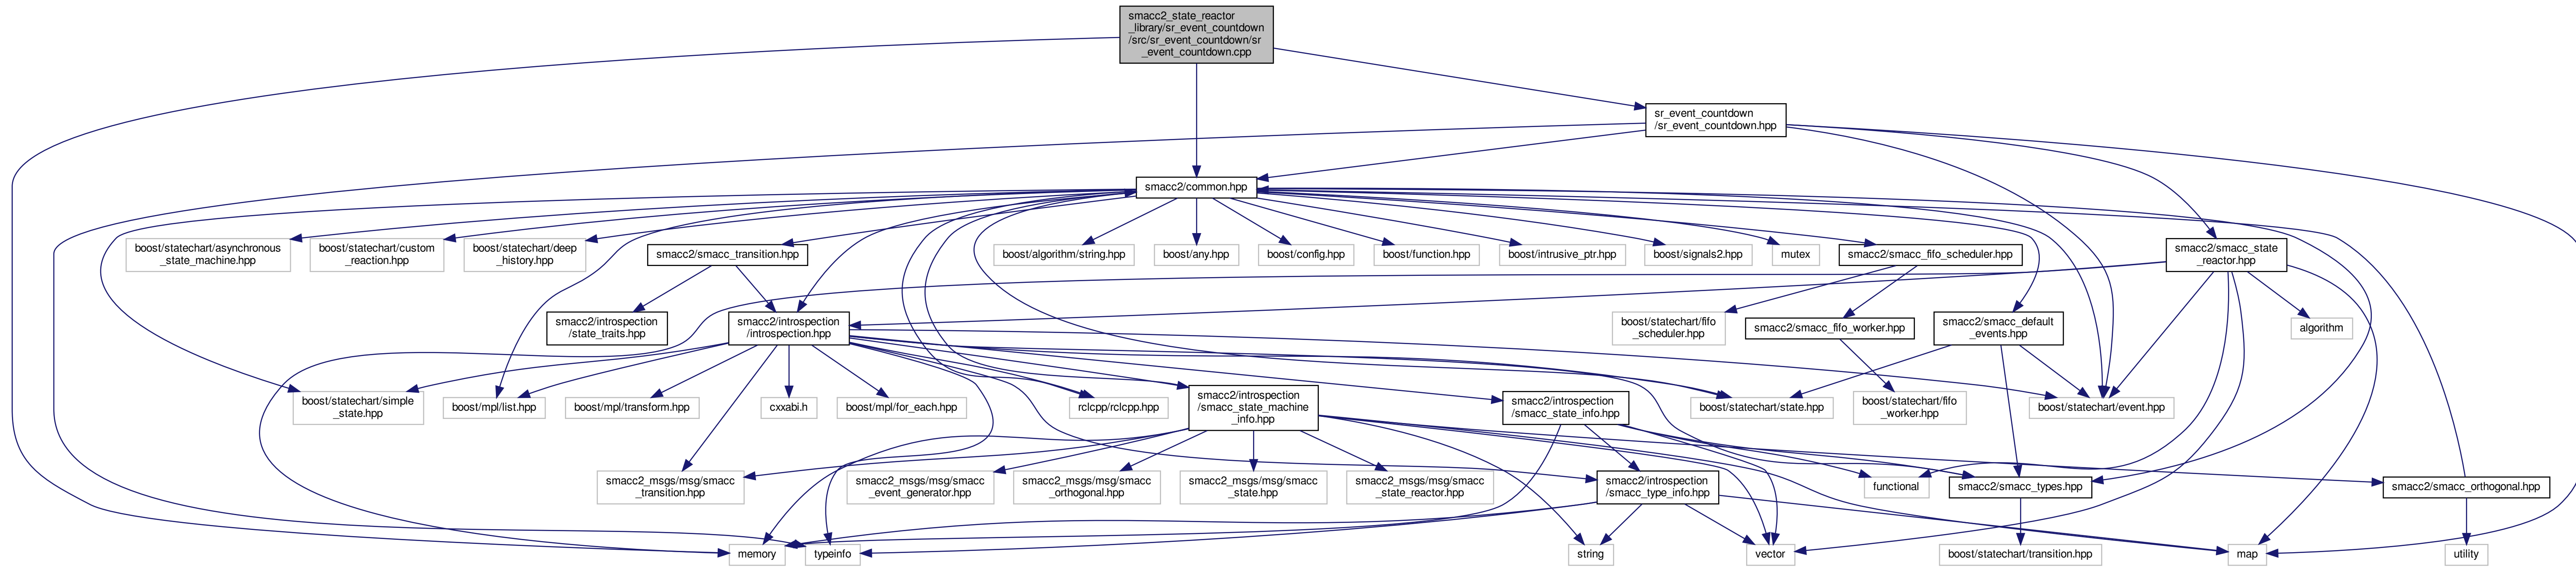 smacc2_state_reactor
_library/sr_event_countdown
/src/sr_event_countdown/sr
_event_countdown.cpp
sr_event_countdown
/sr_event_countdown.hpp
smacc2/common.hpp
boost/statechart/asynchronous
_state_machine.hpp
boost/statechart/custom
_reaction.hpp
boost/statechart/deep
_history.hpp
smacc2/smacc_transition.hpp
boost/algorithm/string.hpp
boost/any.hpp
boost/config.hpp
boost/function.hpp
boost/intrusive_ptr.hpp
boost/signals2.hpp
mutex
smacc2/smacc_fifo_scheduler.hpp
smacc2/smacc_state
_reactor.hpp
smacc2/introspection
/state_traits.hpp
smacc2/introspection
/introspection.hpp
boost/statechart/fifo
_scheduler.hpp
smacc2/smacc_fifo_worker.hpp
smacc2/smacc_default
_events.hpp
algorithm
boost/statechart/simple
_state.hpp
boost/mpl/list.hpp
boost/mpl/transform.hpp
cxxabi.h
boost/mpl/for_each.hpp
rclcpp/rclcpp.hpp
smacc2/introspection
/smacc_state_machine
_info.hpp
smacc2/introspection
/smacc_state_info.hpp
boost/statechart/state.hpp
boost/statechart/fifo
_worker.hpp
boost/statechart/event.hpp
smacc2_msgs/msg/smacc
_transition.hpp
smacc2_msgs/msg/smacc
_event_generator.hpp
smacc2_msgs/msg/smacc
_orthogonal.hpp
smacc2_msgs/msg/smacc
_state.hpp
smacc2_msgs/msg/smacc
_state_reactor.hpp
smacc2/introspection
/smacc_type_info.hpp
functional
smacc2/smacc_types.hpp
smacc2/smacc_orthogonal.hpp
memory
typeinfo
string
vector
boost/statechart/transition.hpp
map
utility